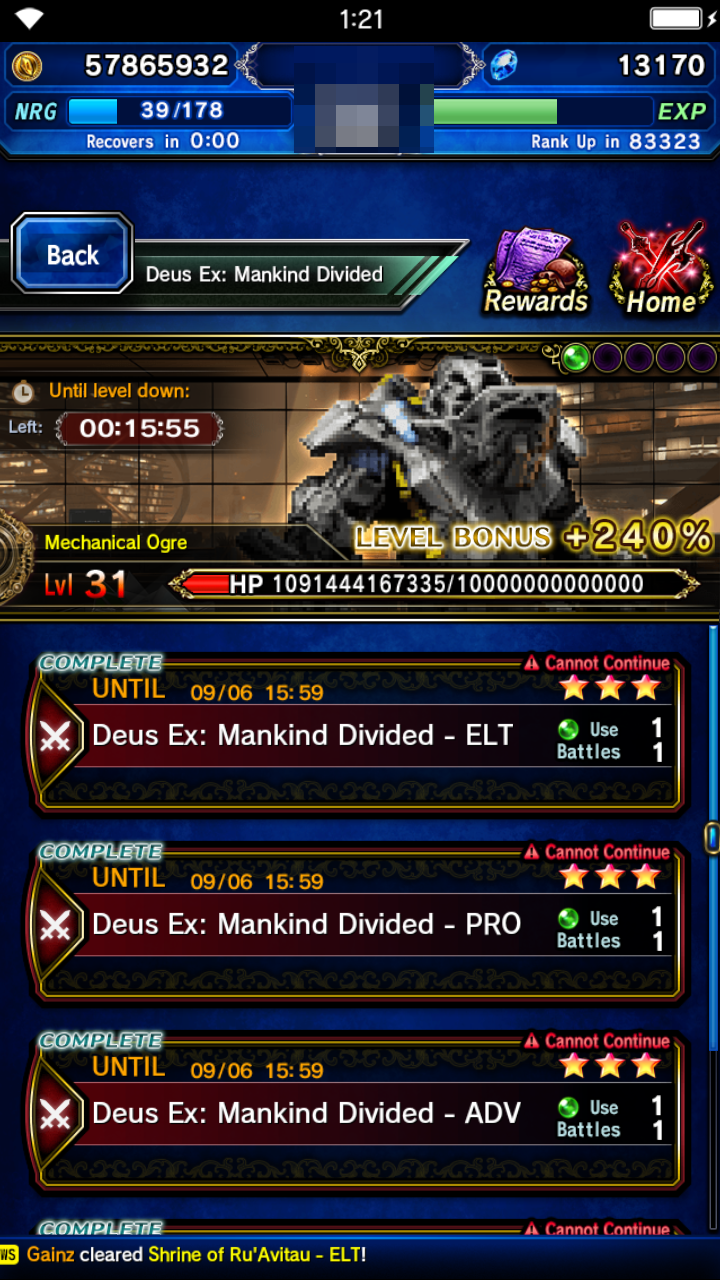 1:21
57865932
13170
NRG 39/178 EXP
Recovers in 0:00 Rank Up in 83323
Back
Deus Ex: Mankind Divided
Rewards
Home
Until level down:
Left: 00:15:55
Mechanical Ogre
LEVEL BONUS +240%
Lvl 31
HP 1091444167335/10000000000000
COMPLETE
Cannot Continue
UNTIL 09/06 15:59
Deus Ex: Mankind Divided - ELT
Use 1
Battles 1
COMPLETE
Cannot Continue
UNTIL 09/06 15:59
Deus Ex: Mankind Divided - PRO
Use 1
Battles 1
COMPLETE
Cannot Continue
UNTIL 09/06 15:59
Deus Ex: Mankind Divided - ADV
Use 1
Battles 1
COMPLETE
Cannot Continue
WS Gainz cleared Shrine of Ru'Avitau - ELT!